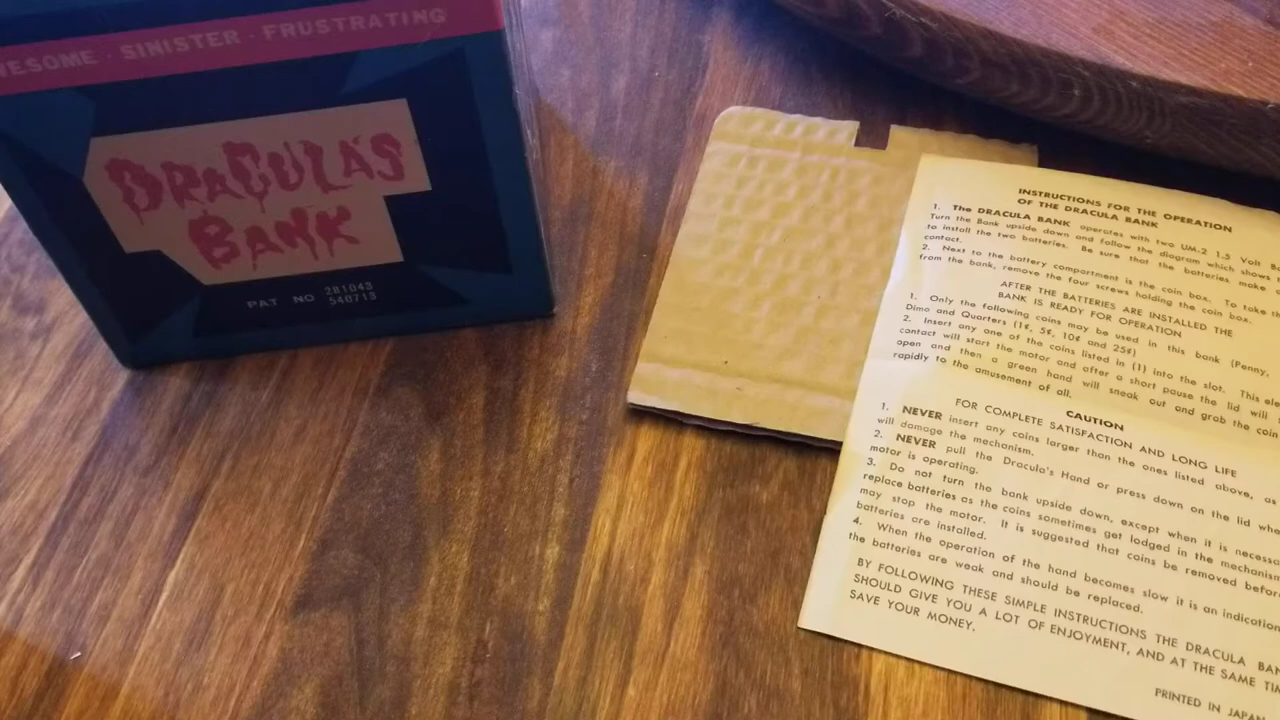 SINISTER · FRUSTRATING
DRACULA'S
BANK
PAT NO 281043
540713
INSTRUCTIONS FOR THE OPERATION
OF THE DRACULA BANK
1. The DRACULA BANK operates with two UM-2 1.5 Volt
Turn the Bank upside down and follow the diagram which shows
to install the two batteries. Be sure that the batteries make
contact.
2. Next to the battery compartment is the coin box. To take
from the bank, remove the four screws holding the coin box.
AFTER THE BATTERIES ARE INSTALLED THE
BANK IS READY FOR OPERATION
1. Only the following coins may be used in this bank (Penny,
Dime and Quarters (1¢, 5¢, 10¢ and 25¢)
2. Insert any one of the coins listed in (1) into the slot. This
contact will start the motor and after a short pause the lid will
open and then a green hand will sneak out and grab the coin
rapidly to the amusement of all.
CAUTION
FOR COMPLETE SATISFACTION AND LONG LIFE
1. NEVER insert any coins larger than the ones listed above, as
will damage the mechanism.
2. NEVER pull the Dracula's Hand or press down on the lid
motor is operating.
3. Do not turn the bank upside down, except when it is
replace batteries as the coins sometimes get lodged in the
may stop the motor. It is suggested that coins be removed
batteries are installed.
4. When the operation of the hand becomes slow it is an
the batteries are weak and should be replaced.
BY FOLLOWING THESE SIMPLE INSTRUCTIONS THE DRACULA
SHOULD GIVE YOU A LOT OF ENJOYMENT, AND AT THE SAME
SAVE YOUR MONEY.
PRINTED IN JAPAN